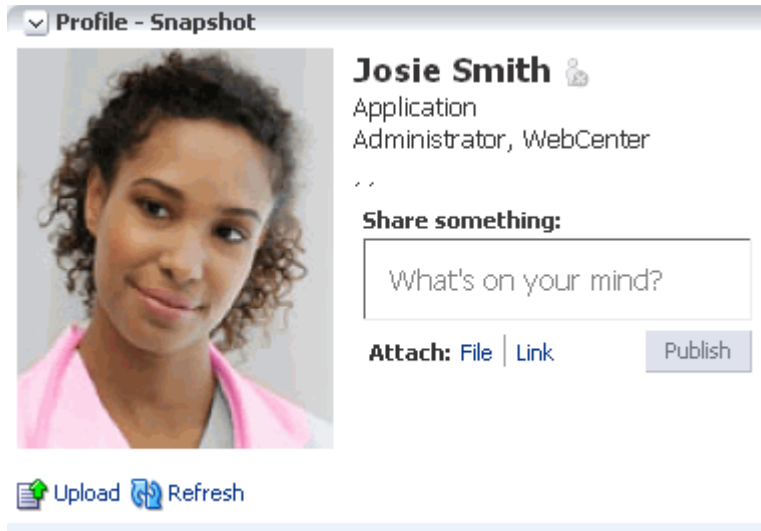 Profile - Snapshot
Josie Smith
Application
Administrator, WebCenter
, ,
Share something:
What's on your mind?
Attach: File | Link Publish
Upload Refresh